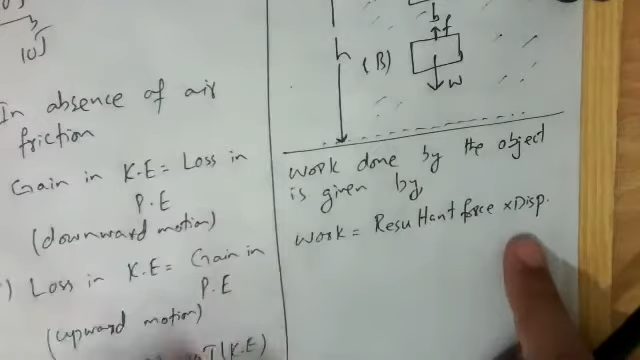 10J
In absence of air
friction
Gain in K.E = Loss in
P.E
(downward motion)
) Loss in K.E = Gain in
P.E
(upward motion)
(K.E)
h
(B)
f
w
Work done by the object
is given by,
Work = Resultant force × Disp.